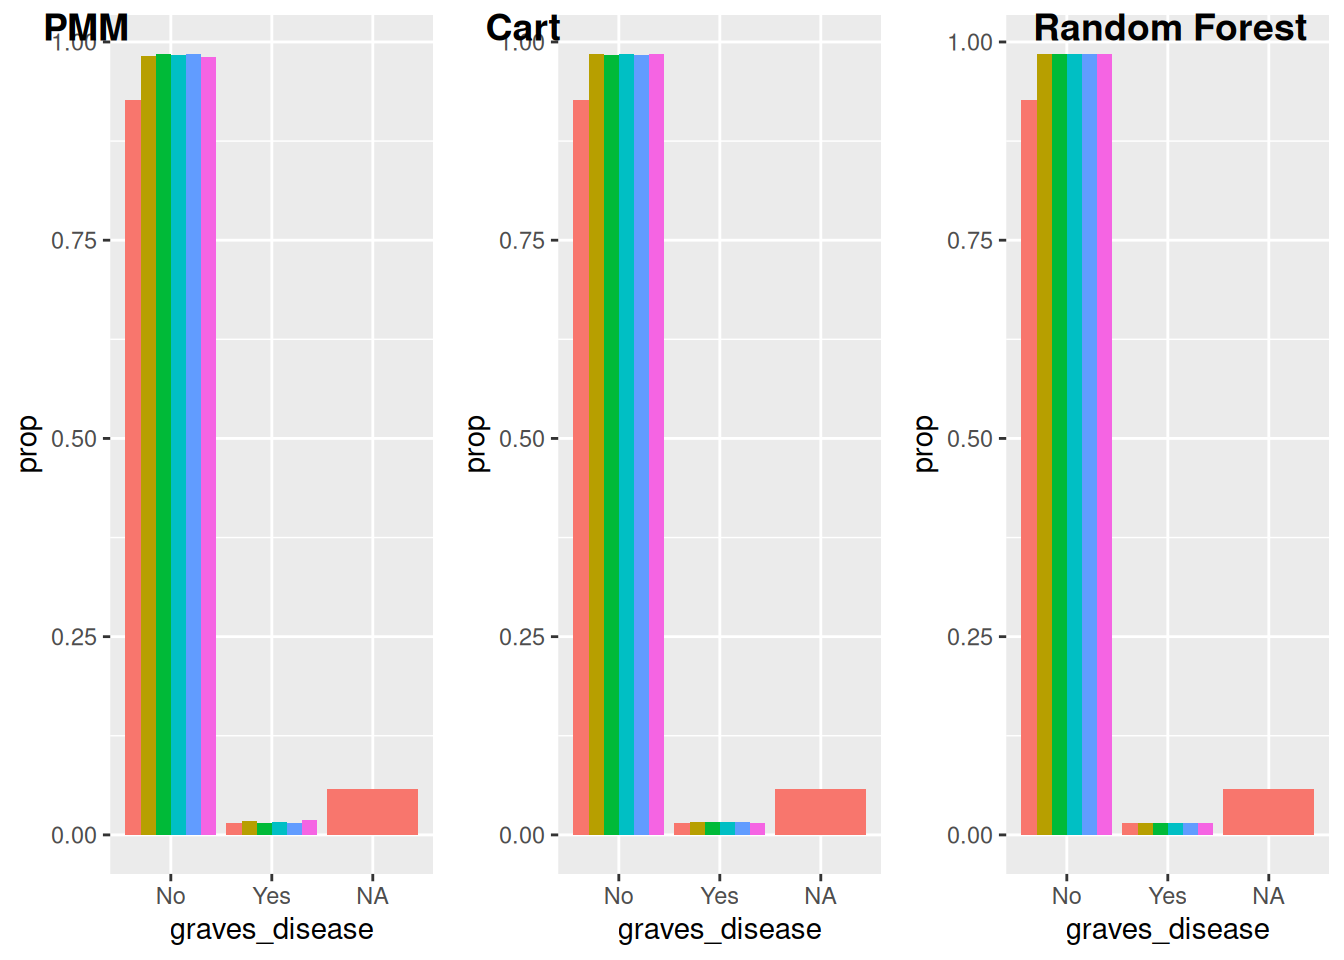 PMM
1.00
0.75
0.50
0.25
0.00
prop
No Yes NA
graves_disease
Cart
1.00
0.75
0.50
0.25
0.00
prop
No Yes NA
graves_disease
Random Forest
1.00
0.75
0.50
0.25
0.00
prop
No Yes NA
graves_disease